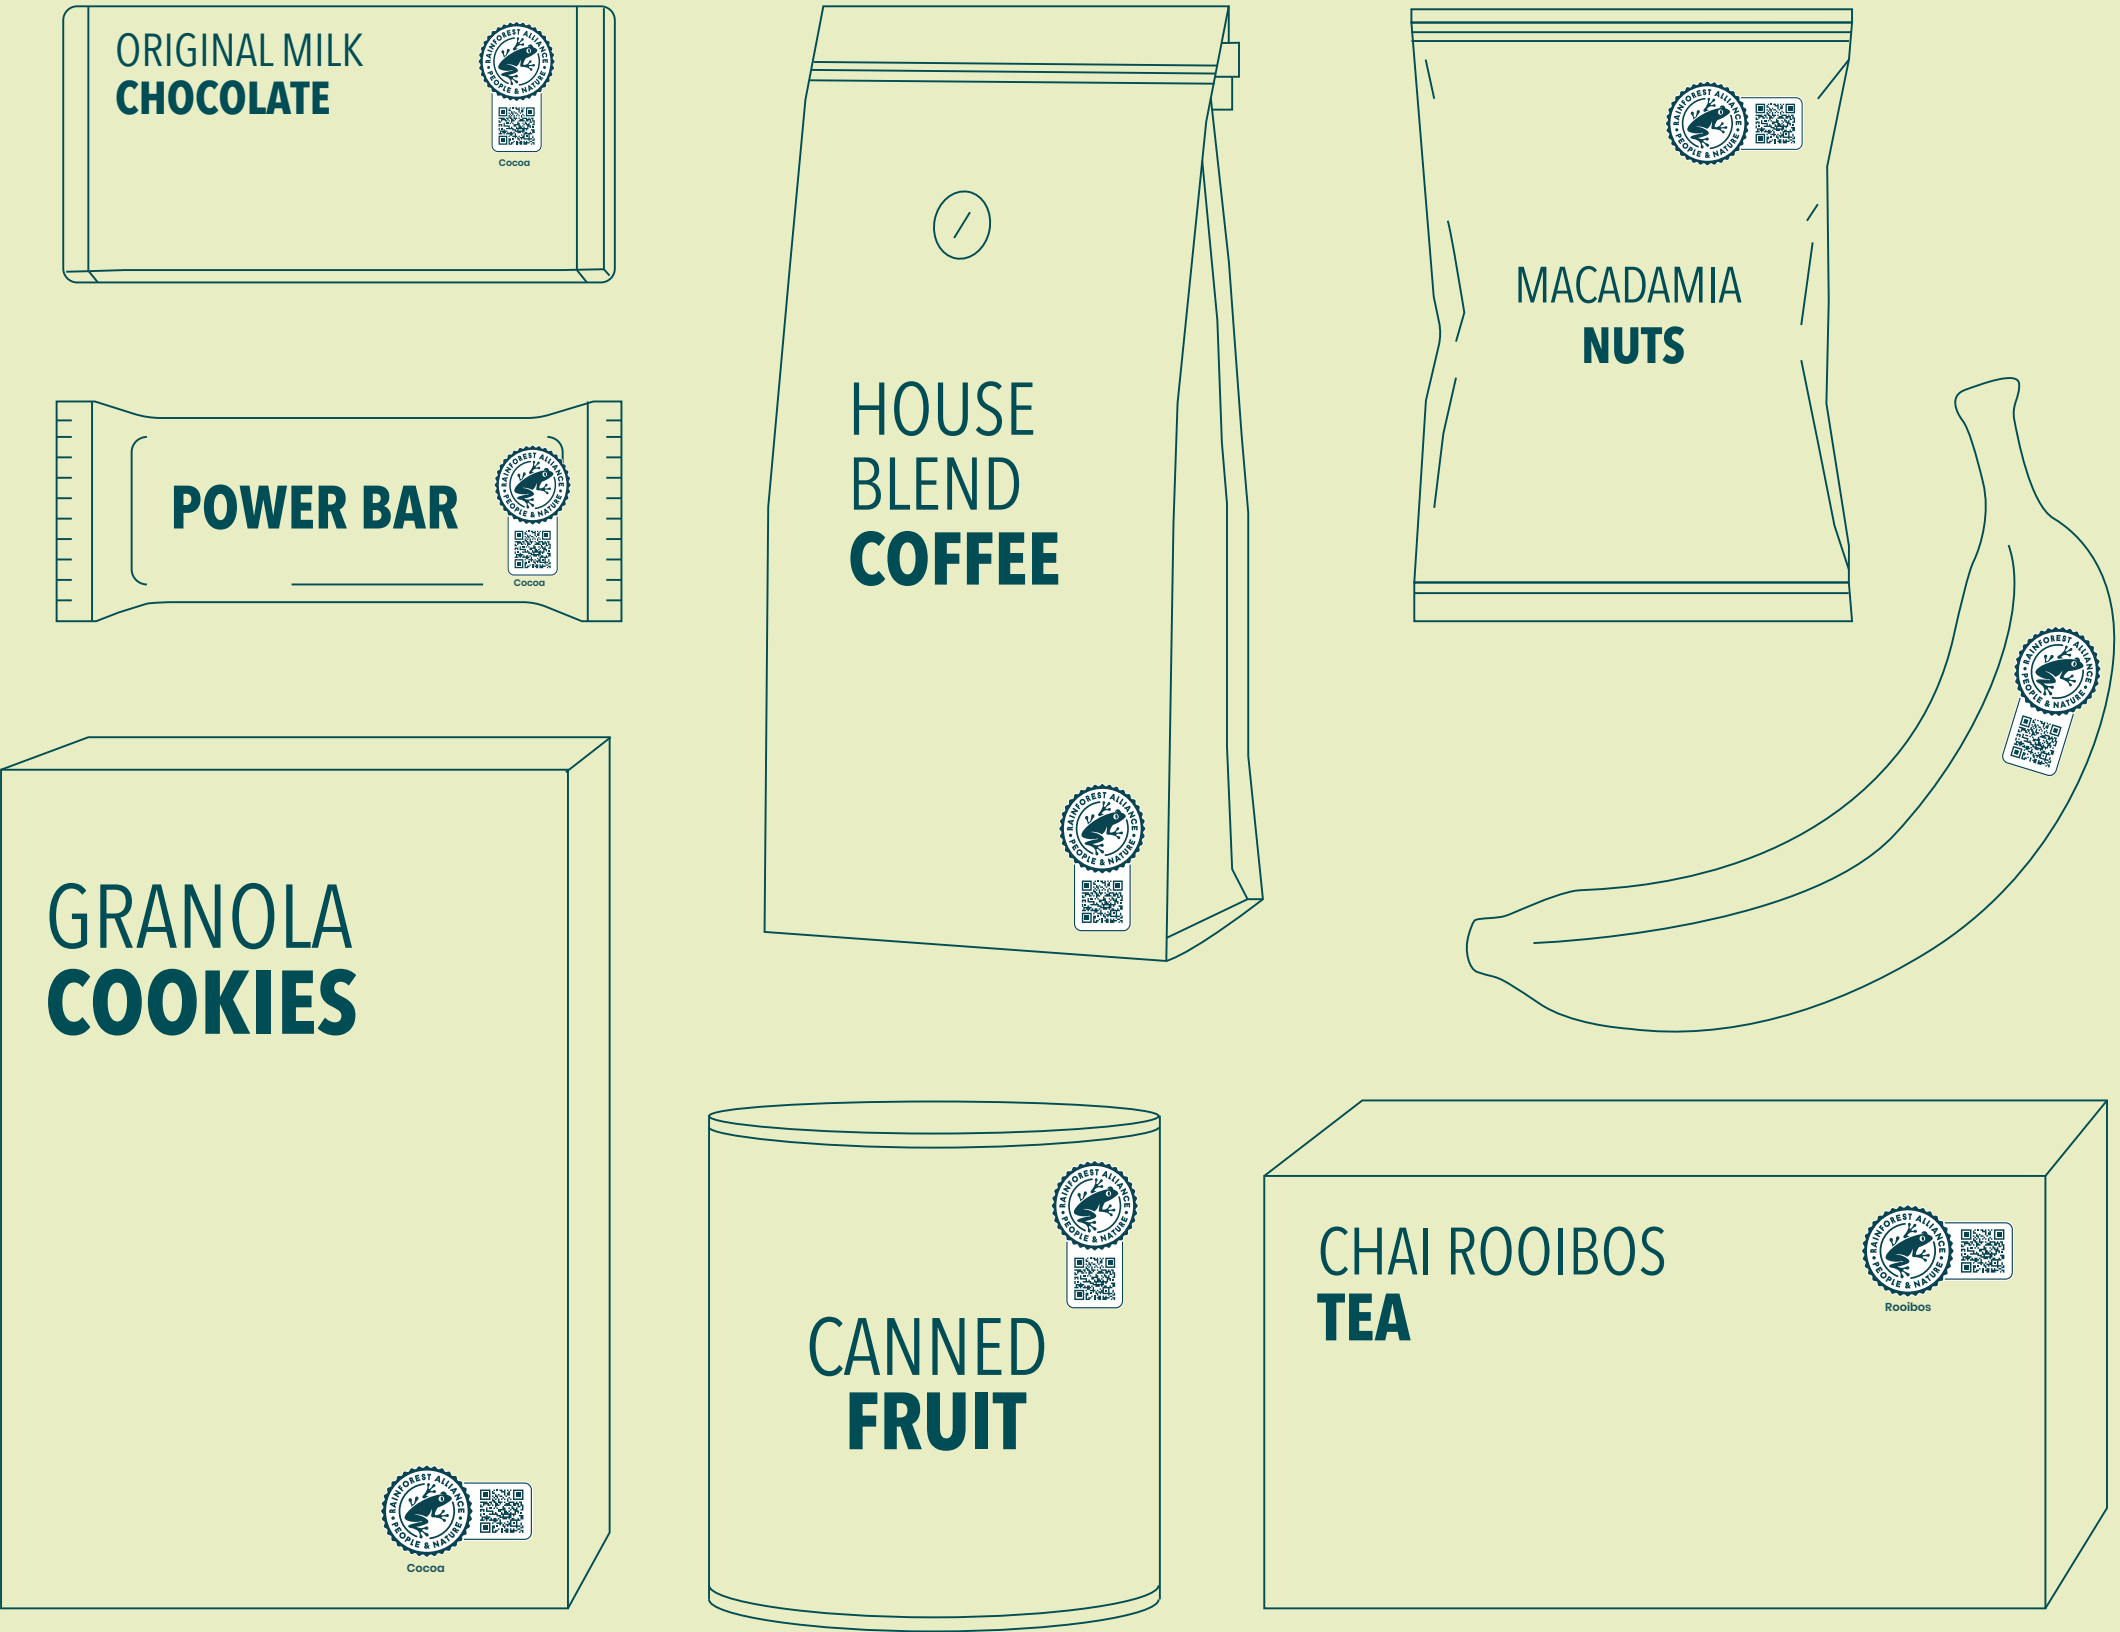 ORIGINAL MILK
CHOCOLATE
RAINFOREST ALLIANCE
PEOPLE & NATURE
Cocoa
POWER BAR
RAINFOREST ALLIANCE
PEOPLE & NATURE
Cocoa
HOUSE
BLEND
COFFEE
RAINFOREST ALLIANCE
PEOPLE & NATURE
RAINFOREST ALLIANCE
PEOPLE & NATURE
MACADAMIA
NUTS
RAINFOREST ALLIANCE
PEOPLE & NATURE
GRANOLA
COOKIES
RAINFOREST ALLIANCE
PEOPLE & NATURE
Cocoa
RAINFOREST ALLIANCE
PEOPLE & NATURE
CANNED
FRUIT
CHAI ROOIBOS
TEA
RAINFOREST ALLIANCE
PEOPLE & NATURE
Rooibos